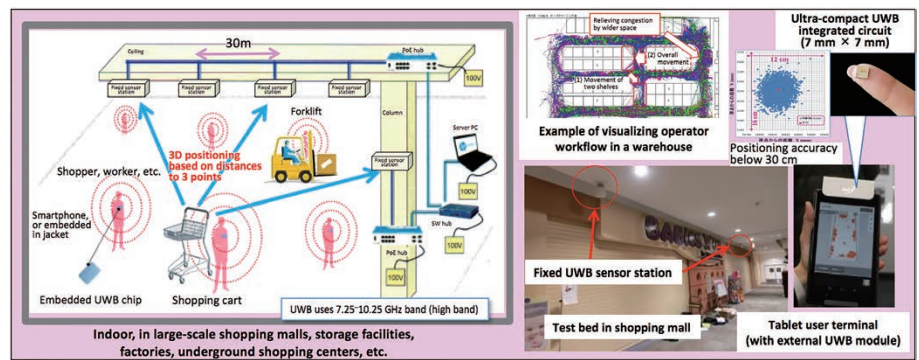 30m
Cyiling
PoE hub
100V
Fixed sensor
station
Fixed sensor
station
Fixed sensor
station
Fixed sensor
station
Forklift
Column
Server PC
3D positioning
based on distances
to 3 points
Fixed sensor
station
100V
Shopper, worker, etc.
Smartphone,
or embedded
in jacket
SW hub
100V
PoE hub
100V
Embedded UWB chip
Shopping cart
UWB uses 7.25-10.25 GHz band (high band)
Indoor, in large-scale shopping malls, storage facilities,
factories, underground shopping centers, etc.
Relieving congestion
by wider space
(2) Overall
movement
(1) Movement of
two shelves
Example of visualizing operator
workflow in a warehouse
Ultra-compact UWB
integrated circuit
(7 mm × 7 mm)
12 cm
16 cm
Positioning accuracy
below 30 cm
Fixed UWB sensor station
Test bed in shopping mall
Tablet user terminal
(with external UWB module)